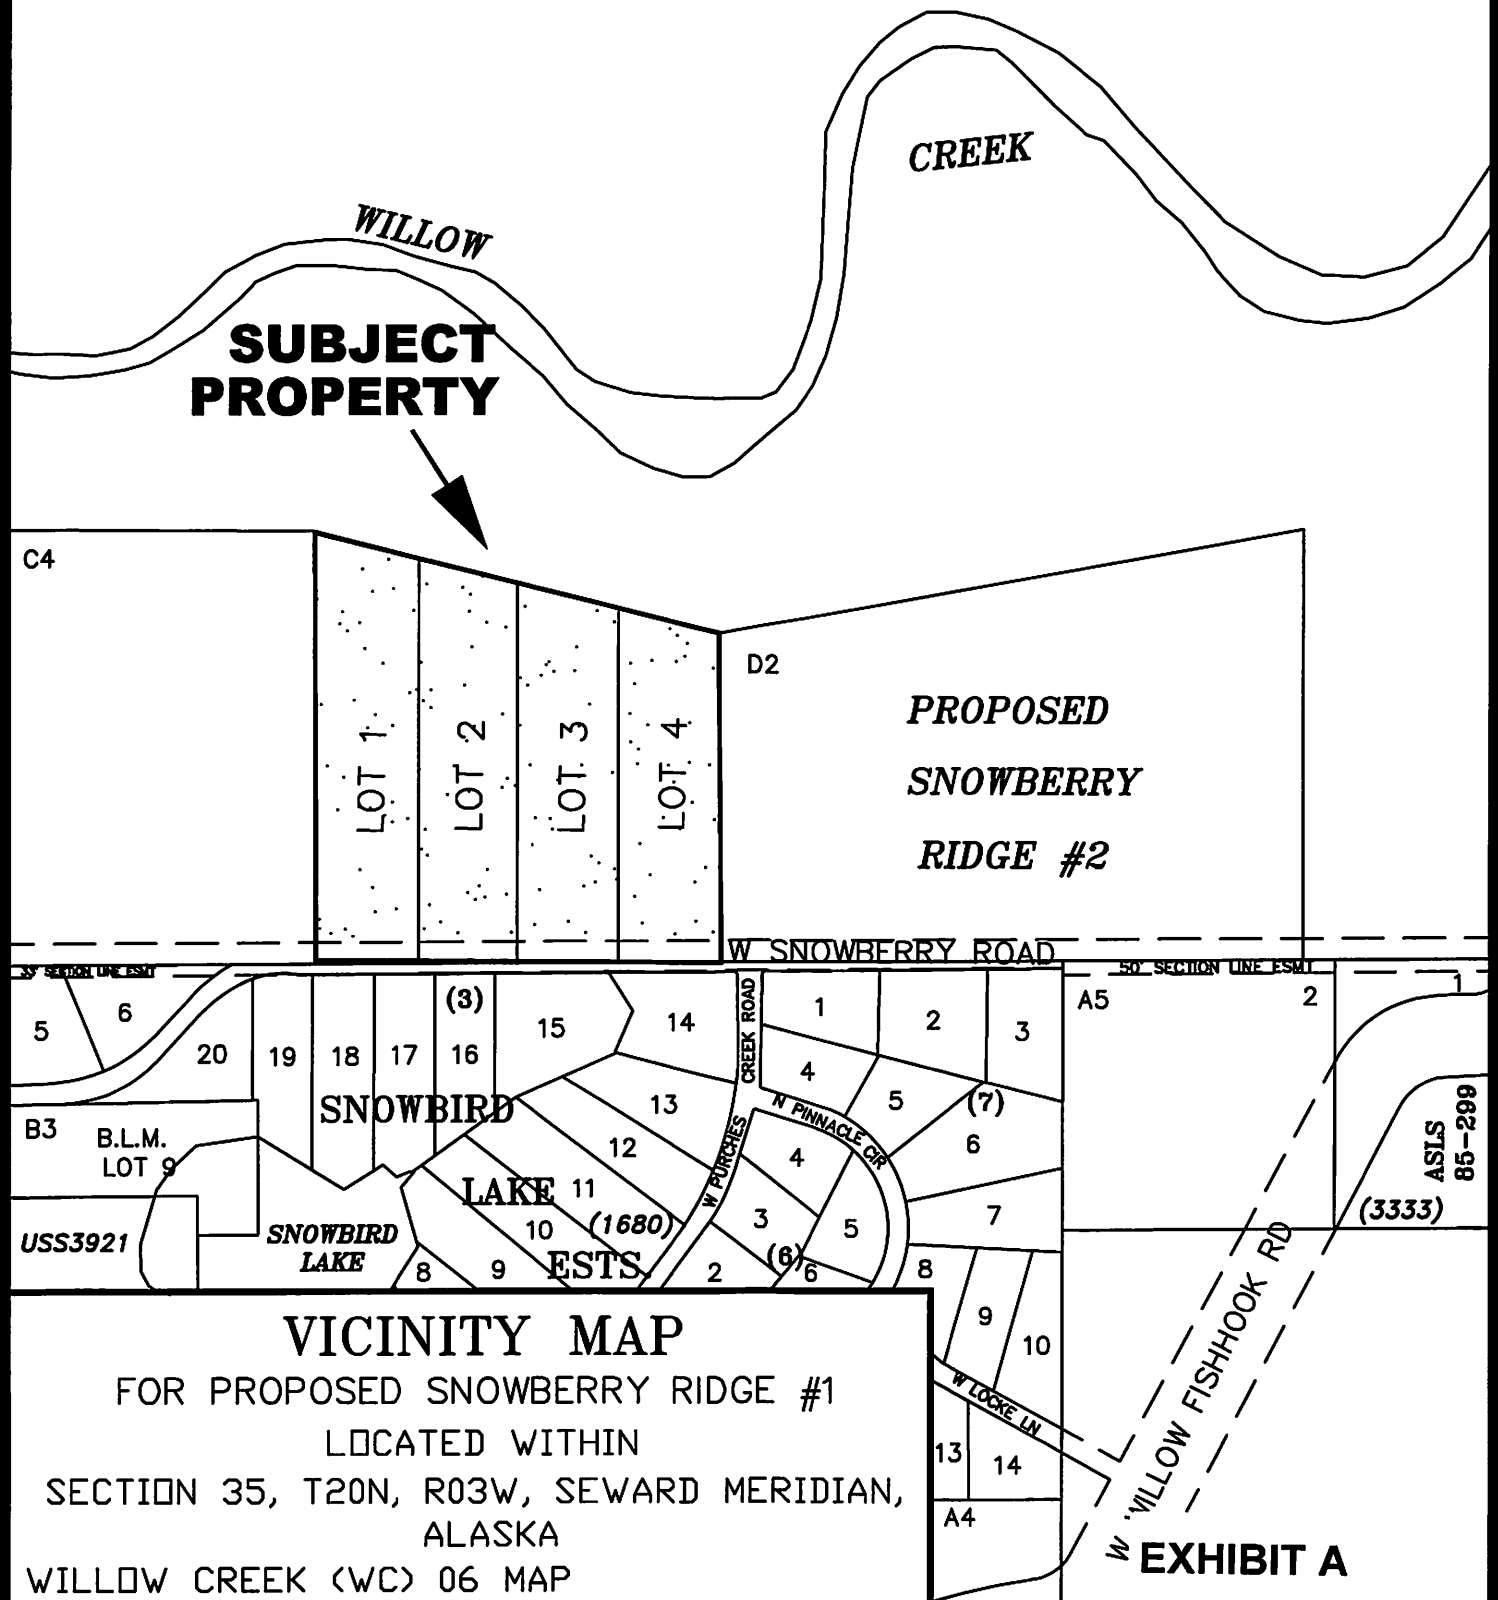 CREEK
WILLOW
SUBJECT
PROPERTY
C4
D2
LOT 1
LOT 2
LOT 3
LOT 4
PROPOSED
SNOWBERRY
RIDGE #2
W SNOWBERRY ROAD
33' SECTION LINE ESMT
50' SECTION LINE ESMT
5
6
20
19
18
17
(3)
16
15
14
CREEK ROAD
1
2
3
A5
2
1
4
5
(7)
6
13
12
11
10
9
8
SNOWBIRD
LAKE
(1680)
ESTS.
B3
B.L.M.
LOT 9
USS3921
SNOWBIRD
LAKE
W PURCHES
N PINNACLE CIR
4
3
5
(6)
6
2
7
8
9
10
ASLS
85-299
(3333)
W LOCKE LN
13
14
A4
W WILLOW FISHHOOK RD
VICINITY MAP
FOR PROPOSED SNOWBERRY RIDGE #1
LOCATED WITHIN
SECTION 35, T20N, R03W, SEWARD MERIDIAN,
ALASKA
WILLOW CREEK (WC) 06 MAP
EXHIBIT A